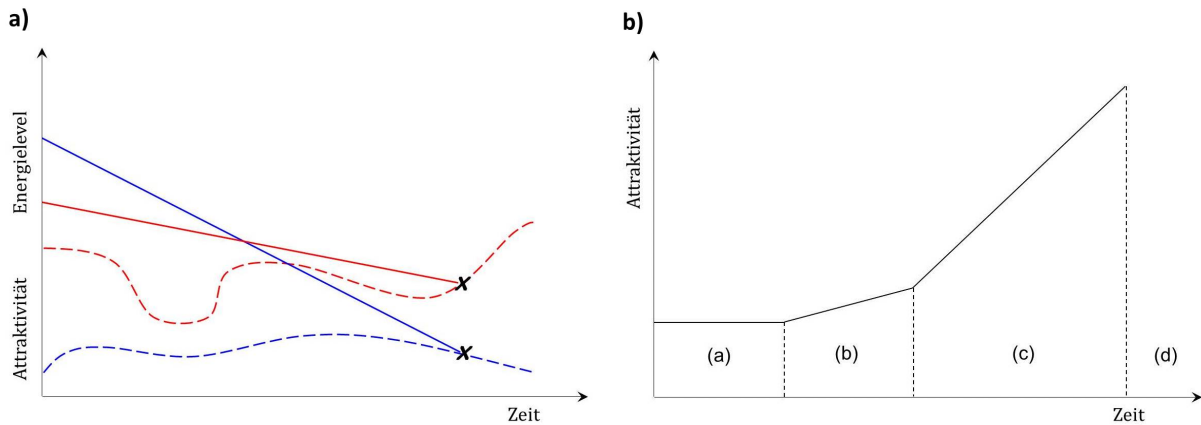 a)
Energielevel
Attraktivität
Zeit
b)
Attraktivität
(a)
(b)
(c)
(d)
Zeit